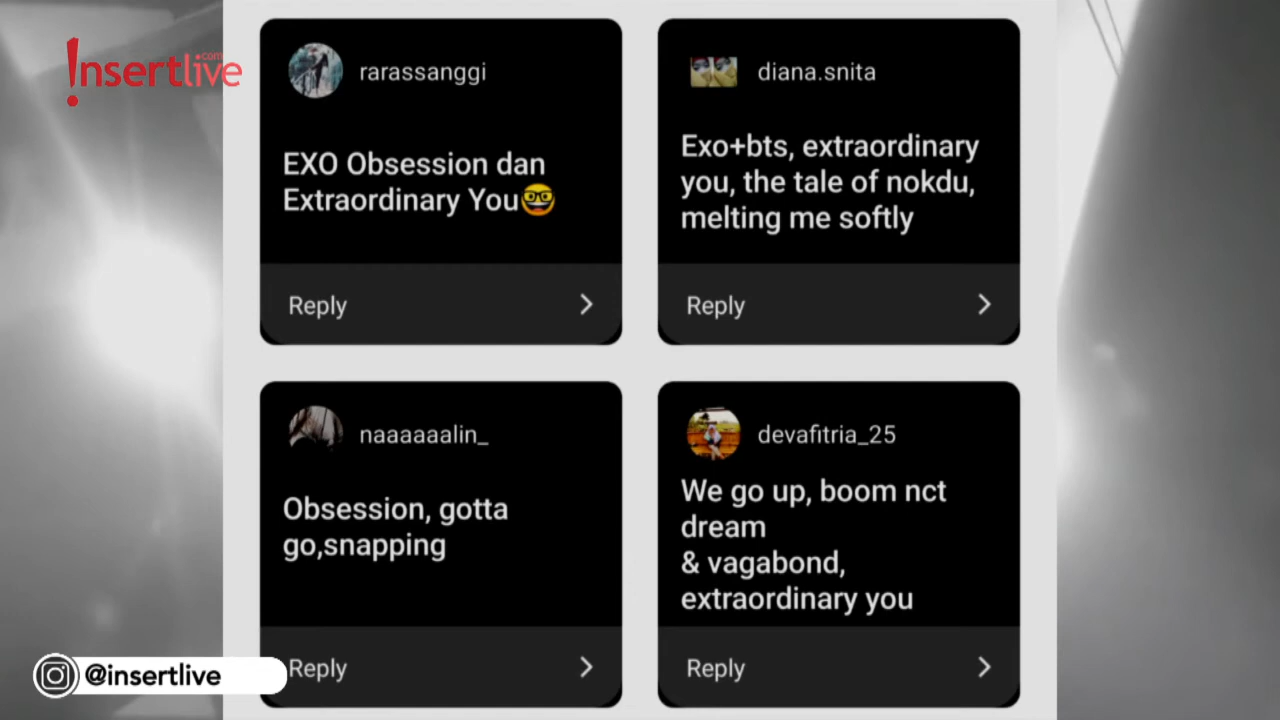 insertlive
.com
rarassanggi
EXO Obsession dan
Extraordinary You🤓
Reply
diana.snita
Exo+bts, extraordinary
you, the tale of nokdu,
melting me softly
Reply
naaaaaalin_
Obsession, gotta
go,snapping
Reply
devafitria_25
We go up, boom nct
dream
& vagabond,
extraordinary you
Reply
@insertlive